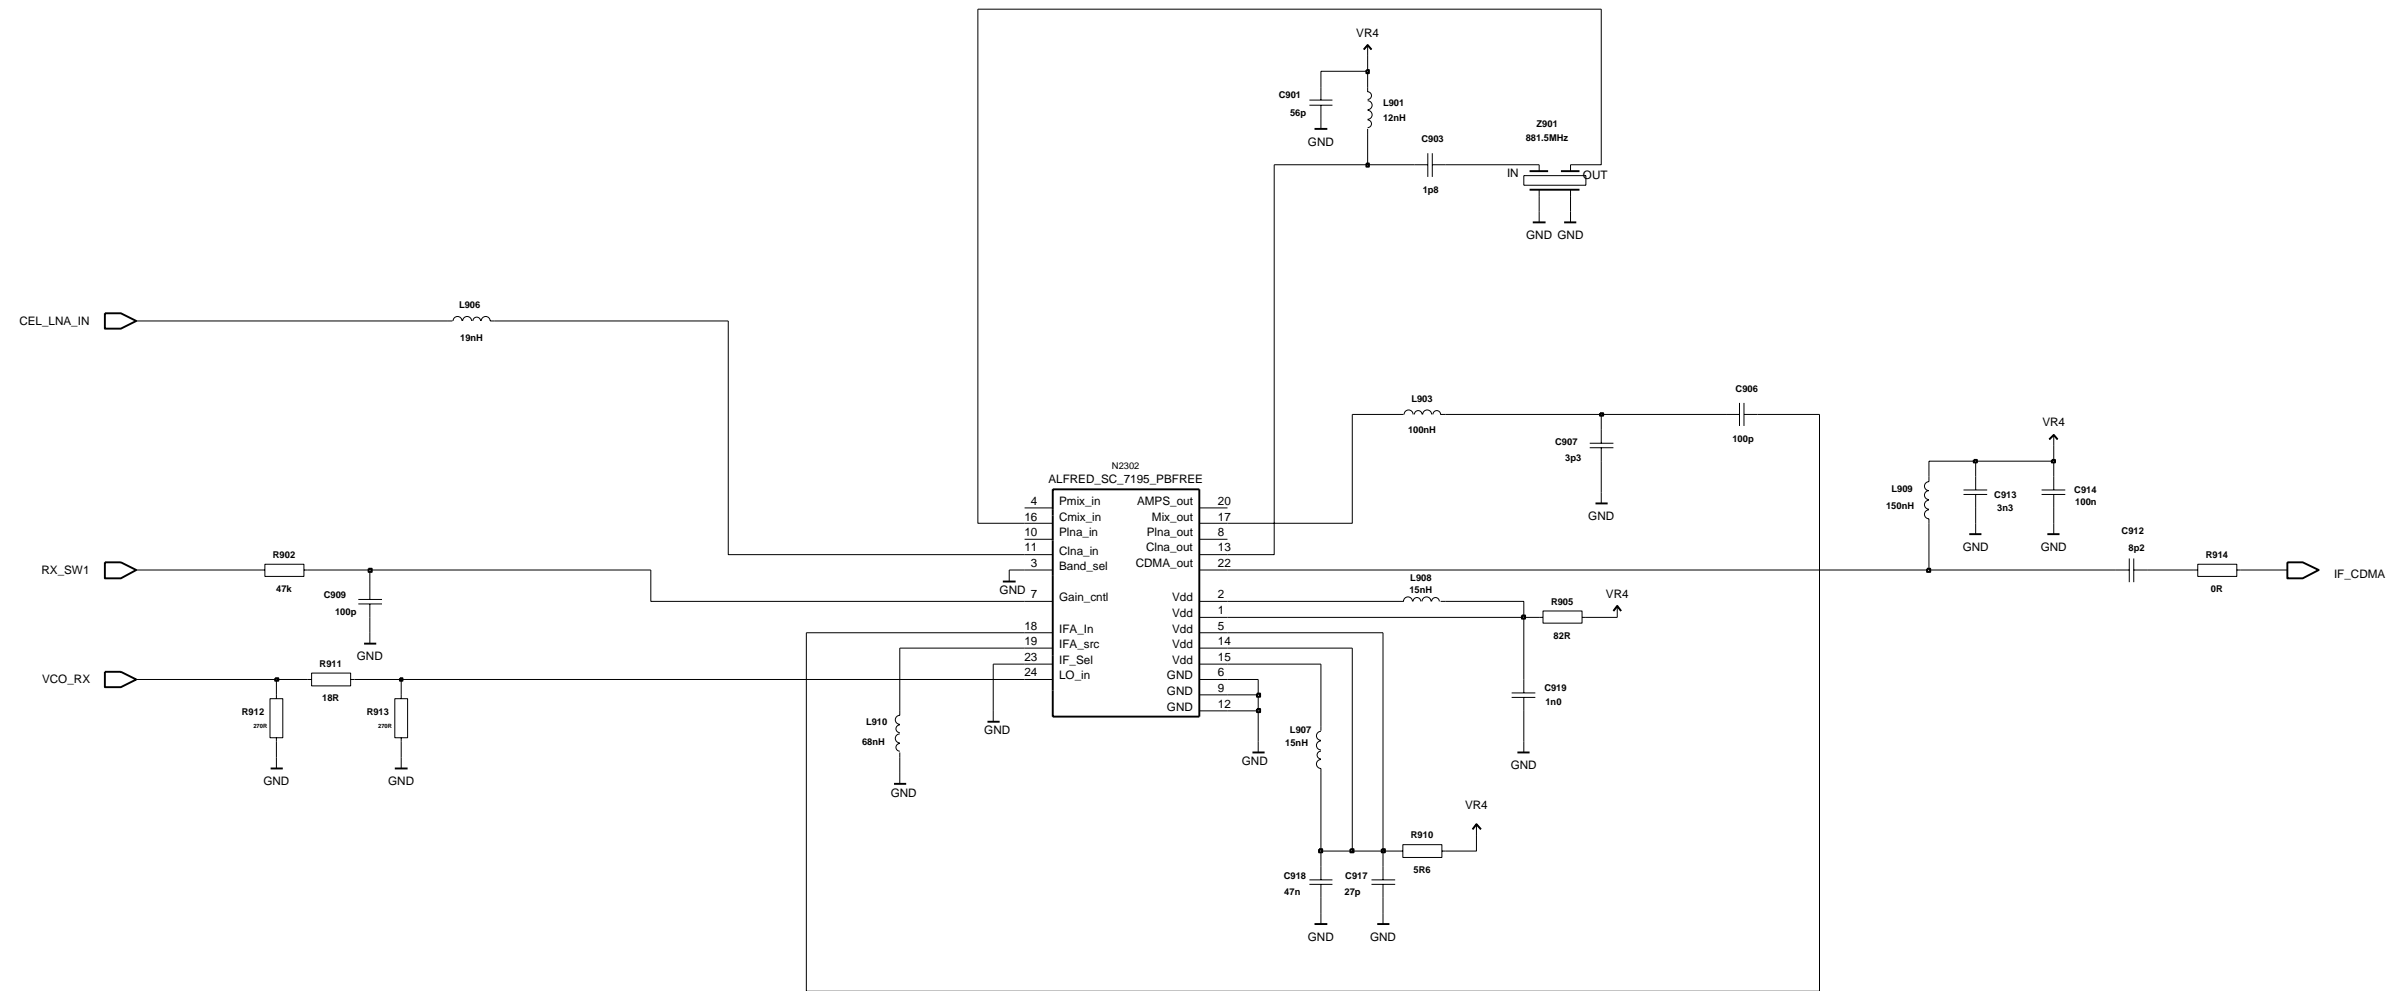 VR4
C901
56p
GND
L901
12nH
C903
1p8
Z901
881.5MHz
IN
OUT
GND GND
CEL_LNA_IN
L906
19nH
L903
100nH
C906
100p
C907
3p3
GND
VR4
L909
150nH
C913
3n3
GND
C914
100n
GND
C912
8p2
R914
0R
IF_CDMA
RX_SW1
R902
47k
C909
100p
GND
VCO_RX
R911
18R
R912
270R
GND
R913
270R
GND
N2302
ALFRED_SC_7195_PBFREE
4 Pmix_in AMPS_out 20
16 Cmix_in Mix_out 17
10 Plna_in Plna_out 8
11 Clna_in Clna_out 13
3 Band_sel CDMA_out 22
GND
7 Gain_cntl Vdd 2
Vdd 1
18 IFA_In Vdd 5
19 IFA_src Vdd 14
23 IF_Sel Vdd 15
24 LO_in GND 6
GND 9
GND 12
L910
68nH
GND
GND
GND
L908
15nH
R905
82R
VR4
C919
1n0
GND
L907
15nH
VR4
R910
5R6
C918
47n
GND
C917
27p
GND